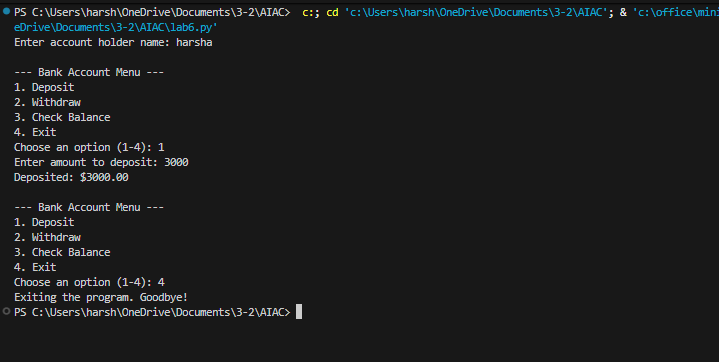 PS C:\Users\harsh\OneDrive\Documents\3-2\AIAC>  c:; cd 'c:\Users\harsh\OneDrive\Documents\3-2\AIAC'; & 'c:\office\mini
eDrive\Documents\3-2\AIAC\lab6.py'
Enter account holder name: harsha

--- Bank Account Menu ---
1. Deposit
2. Withdraw
3. Check Balance
4. Exit
Choose an option (1-4): 1
Enter amount to deposit: 3000
Deposited: $3000.00

--- Bank Account Menu ---
1. Deposit
2. Withdraw
3. Check Balance
4. Exit
Choose an option (1-4): 4
Exiting the program. Goodbye!
PS C:\Users\harsh\OneDrive\Documents\3-2\AIAC>